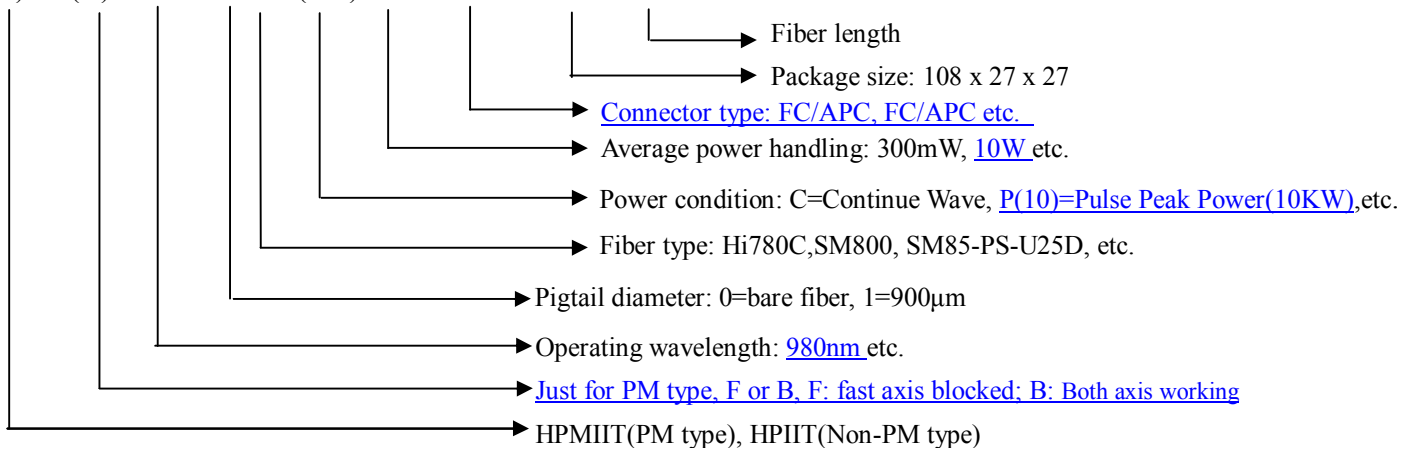 Fiber length
Package size: 108 x 27 x 27
Connector type: FC/APC, FC/APC etc.
Average power handling: 300mW, 10W etc.
Power condition: C=Continue Wave, P(10)=Pulse Peak Power(10KW),etc.
Fiber type: Hi780C,SM800, SM85-PS-U25D, etc.
Pigtail diameter: 0=bare fiber, 1=900μm
Operating wavelength: 980nm etc.
Just for PM type, F or B, F: fast axis blocked; B: Both axis working
HPMIIT(PM type), HPIIT(Non-PM type)